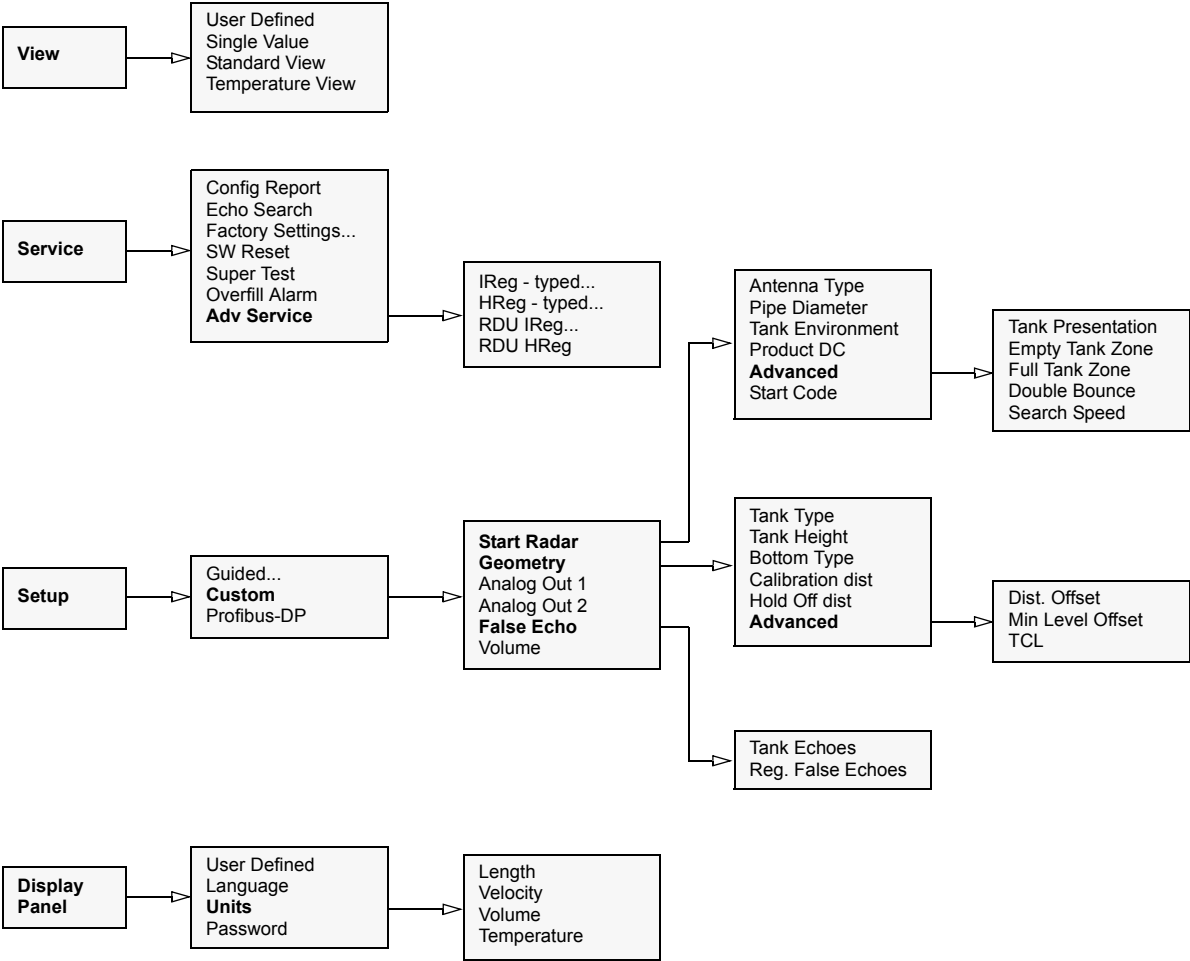 View
User Defined
Single Value
Standard View
Temperature View
Service
Config Report
Echo Search
Factory Settings...
SW Reset
Super Test
Overfill Alarm
Adv Service
IReg - typed...
HReg - typed...
RDU IReg...
RDU HReg
Setup
Guided...
Custom
Profibus-DP
Start Radar
Geometry
Analog Out 1
Analog Out 2
False Echo
Volume
Antenna Type
Pipe Diameter
Tank Environment
Product DC
Advanced
Start Code
Tank Presentation
Empty Tank Zone
Full Tank Zone
Double Bounce
Search Speed
Tank Type
Tank Height
Bottom Type
Calibration dist
Hold Off dist
Advanced
Dist. Offset
Min Level Offset
TCL
Tank Echoes
Reg. False Echoes
Display
Panel
User Defined
Language
Units
Password
Length
Velocity
Volume
Temperature